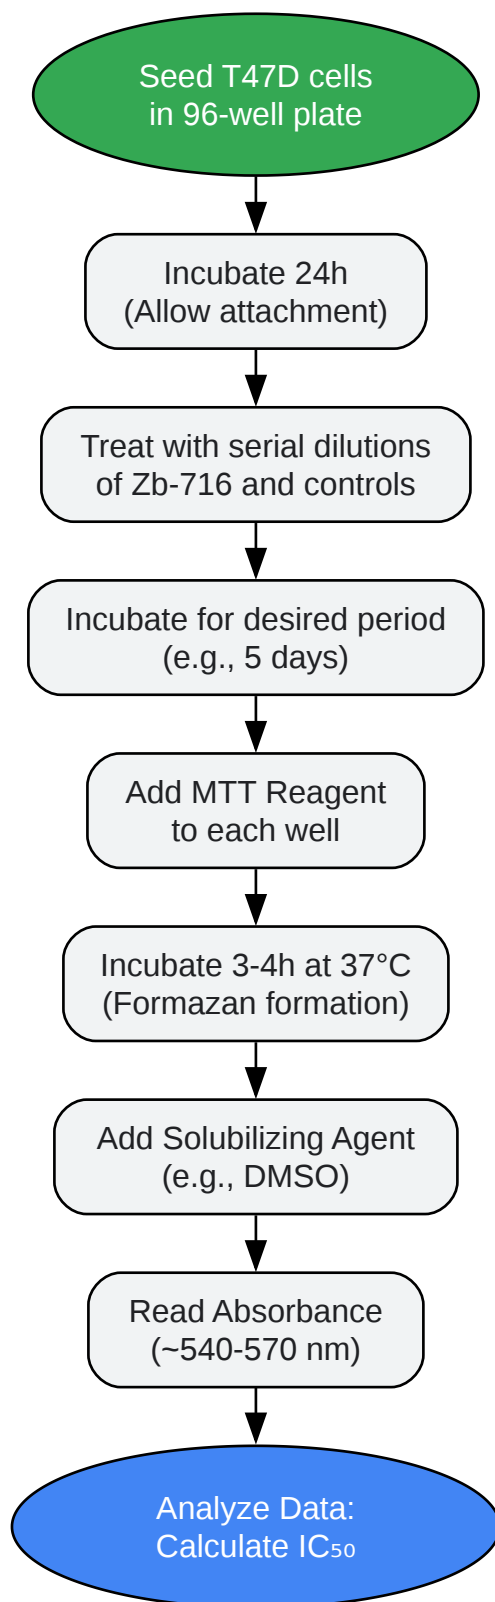 Seed T47D cells
in 96-well plate
Incubate 24h
(Allow attachment)
Treat with serial dilutions
of Zb-716 and controls
Incubate for desired period
(e.g., 5 days)
Add MTT Reagent
to each well
Incubate 3-4h at 37°C
(Formazan formation)
Add Solubilizing Agent
(e.g., DMSO)
Read Absorbance
(~540-570 nm)
Analyze Data:
Calculate IC₅₀